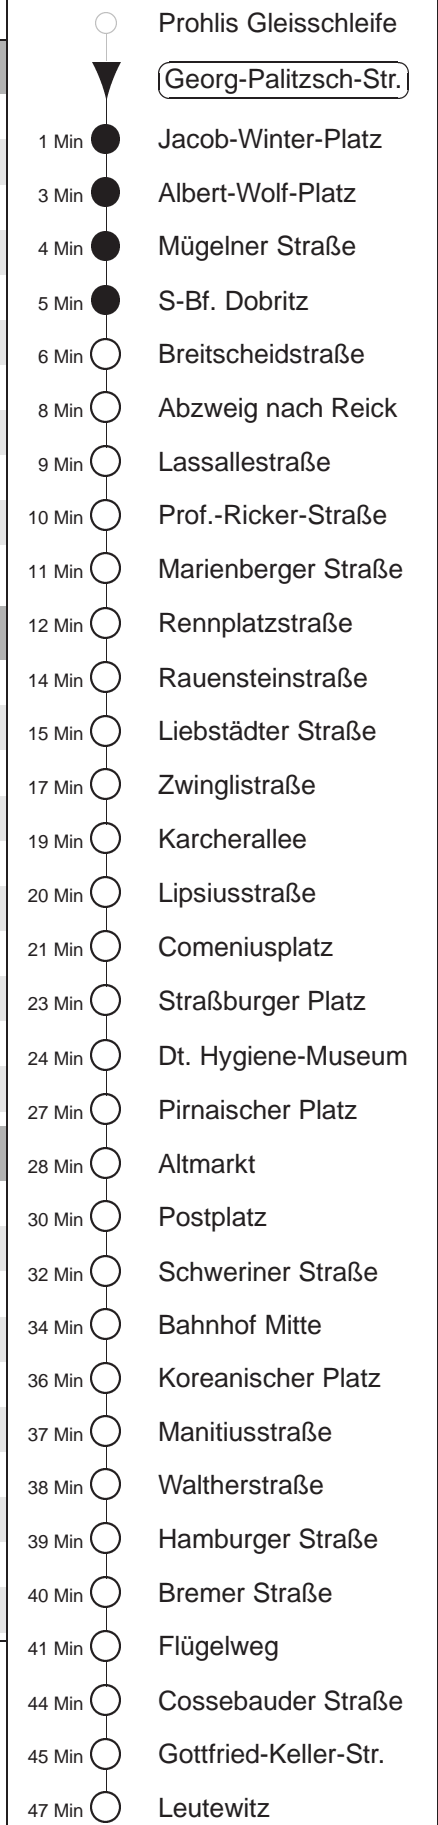 Prohlis Gleisschleife
Georg-Palitzsch-Str.
1 Min Jacob-Winter-Platz
3 Min Albert-Wolf-Platz
4 Min Mügelner Straße
5 Min S-Bf. Dobritz
6 Min Breitscheidstraße
8 Min Abzweig nach Reick
9 Min Lassallestraße
10 Min Prof.-Ricker-Straße
11 Min Marienberger Straße
12 Min Rennplatzstraße
14 Min Rauensteinstraße
15 Min Liebstädter Straße
17 Min Zwinglistraße
19 Min Karcherallee
20 Min Lipsiusstraße
21 Min Comeniusplatz
23 Min Straßburger Platz
24 Min Dt. Hygiene-Museum
27 Min Pirnaischer Platz
28 Min Altmarkt
30 Min Postplatz
32 Min Schweriner Straße
34 Min Bahnhof Mitte
36 Min Koreanischer Platz
37 Min Manitiusstraße
38 Min Waltherstraße
39 Min Hamburger Straße
40 Min Bremer Straße
41 Min Flügelweg
44 Min Cossebauder Straße
45 Min Gottfried-Keller-Str.
47 Min Leutewitz